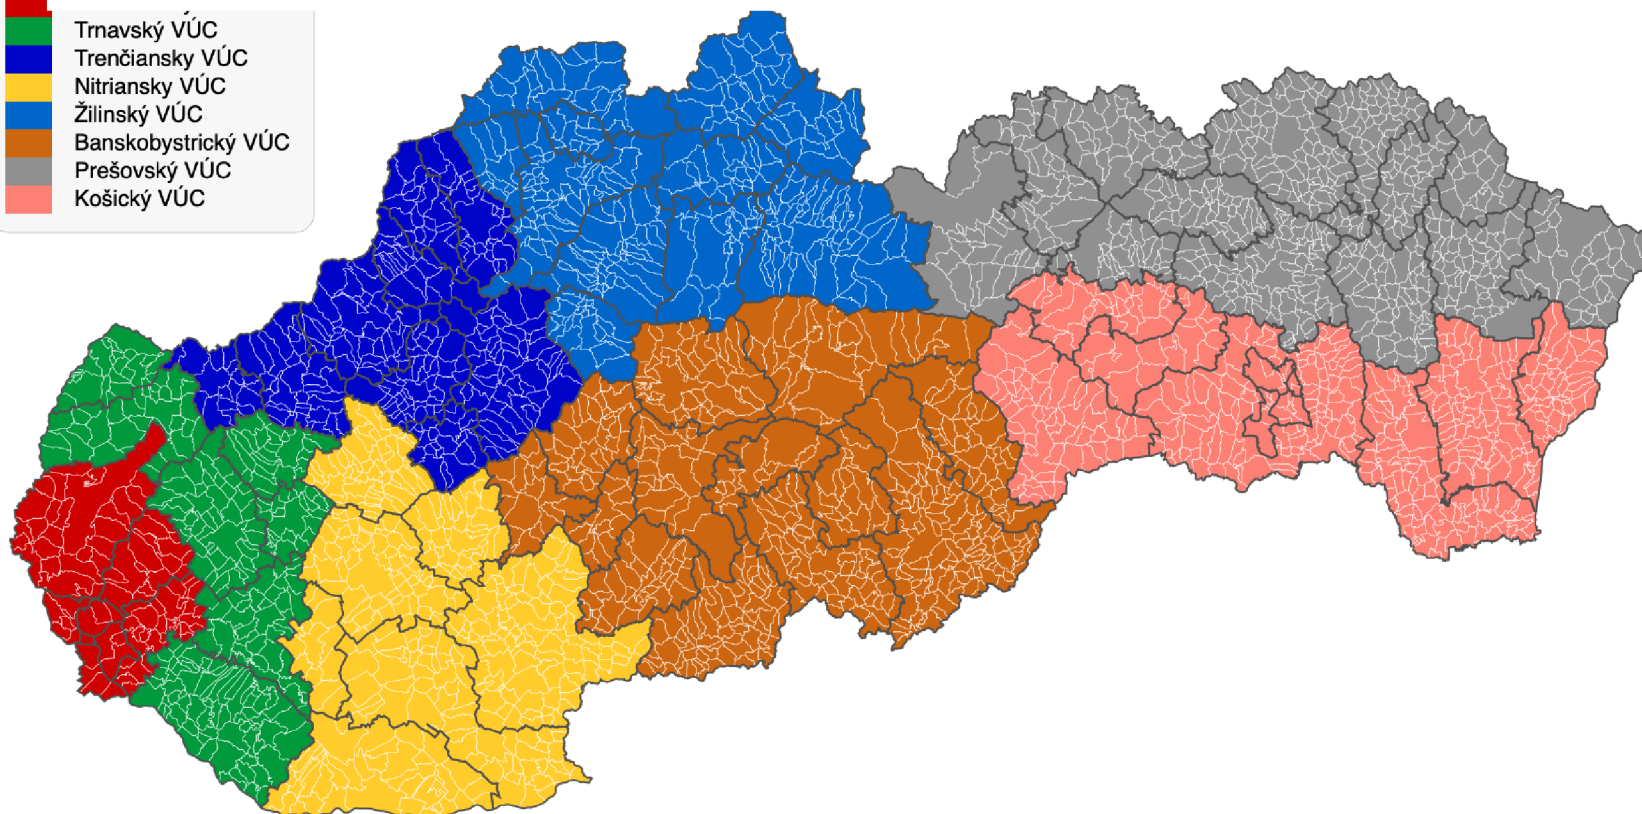 Trnavský VÚC
Trenčiansky VÚC
Nitriansky VÚC
Žilinský VÚC
Banskobystrický VÚC
Prešovský VÚC
Košický VÚC